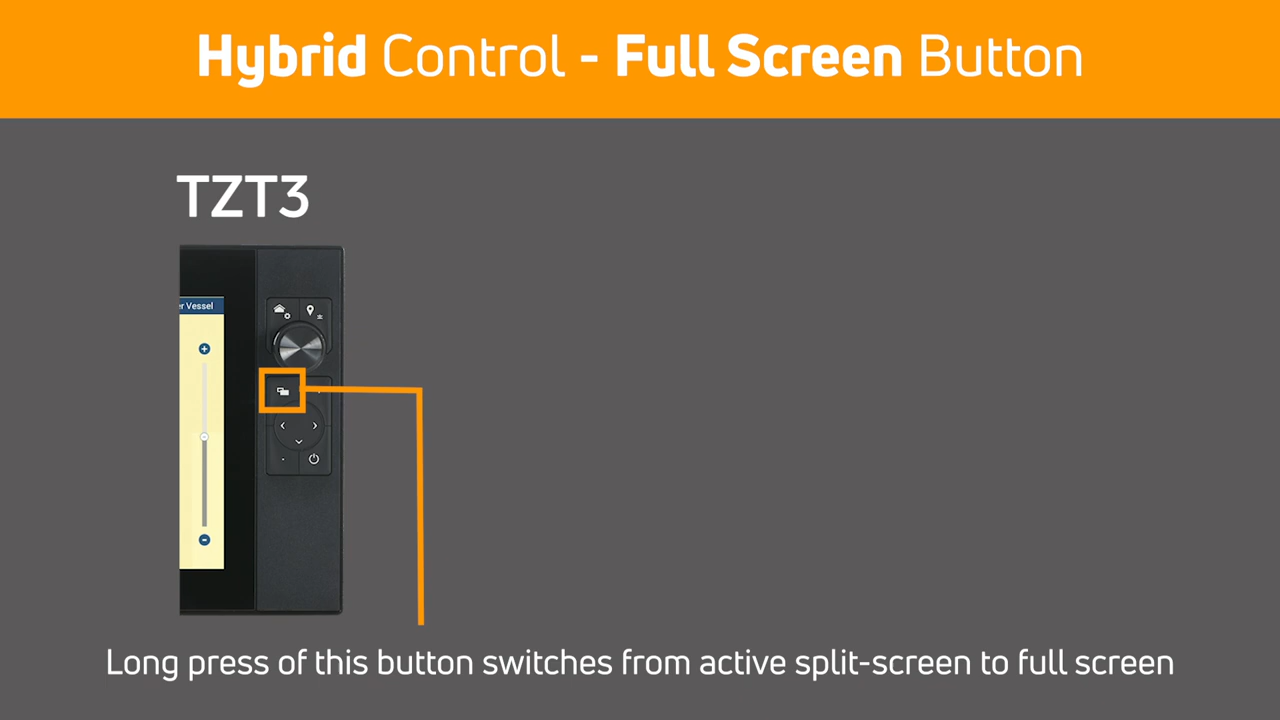 Hybrid Control - Full Screen Button
TZT3
er Vessel
Long press of this button switches from active split-screen to full screen